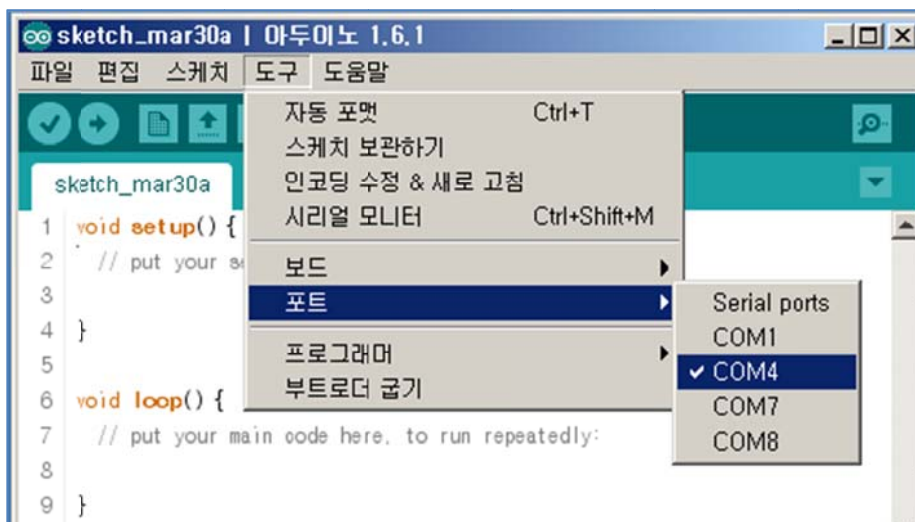 sketch_mar30a | 아두이노 1.6.1
파일 편집 스케치 도구 도움말
자동 포맷 Ctrl+T
스케치 보관하기
인코딩 수정 & 새로 고침
시리얼 모니터 Ctrl+Shift+M
보드
포트
프로그래머
부트로더 굽기
Serial ports
COM1
COM4
COM7
COM8
sketch_mar30a
1 void setup() {
2 // put your se
3
4 }
5
6 void loop() {
7 // put your main code here, to run repeatedly:
8
9 }